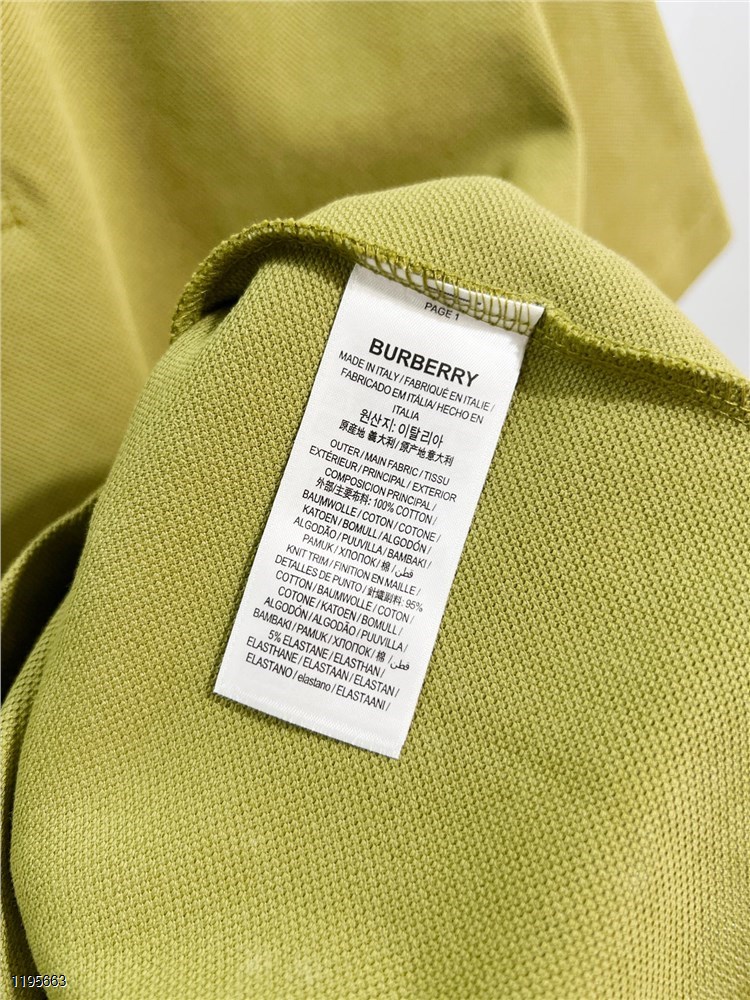 PAGE 1
BURBERRY
MADE IN ITALY / FABRIQUÉ EN ITALIE /
FABRICADO EM ITÁLIA/ HECHO EN
ITALIA
원산지: 이탈리아
原産地 義大利 / 原产地意大利
OUTER / MAIN FABRIC / TISSU
EXTÉRIEUR / PRINCIPAL / EXTERIOR
COMPOSICION PRINCIPAL /
外部/主要布料: 100% COTTON /
BAUMWOLLE / COTON / COTONE /
KATOEN / BOMULL / ALGODÓN /
ALGODÃO / PUUVILLA / BAMBAKI /
PAMUK / ХЛОПОК / 棉 / قطن
KNIT TRIM / FINITION EN MAILLE /
DETALLES DE PUNTO / 針織副料: 95%
COTTON / BAUMWOLLE / COTON /
COTONE / KATOEN / BOMULL /
ALGODÓN / ALGODÃO / PUUVILLA /
BAMBAKI / PAMUK / ХЛОПОК / 棉 / قطن
5% ELASTANE / ELASTHAN /
ELASTHANE / ELASTAAN / ELASTAN /
ELASTANO / elastano / ELASTAANI /
1195663